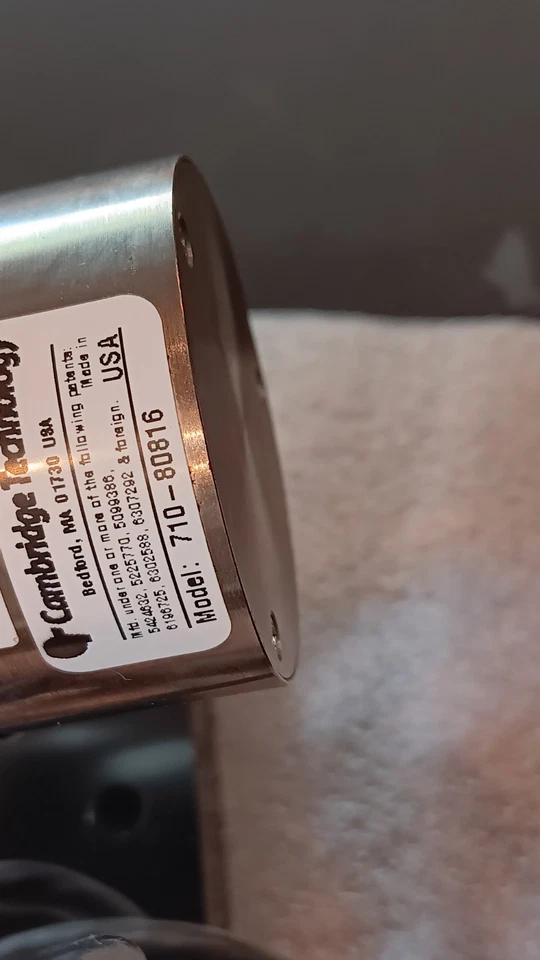 Cambridge Technology
Bedford, MA 01730 USA
Mfd. under one or more of the following patents:
5424632, 5225770, 5099386,
6196725, 6302588, 6307292 & foreign.
Made in
USA
Model: 710-80816